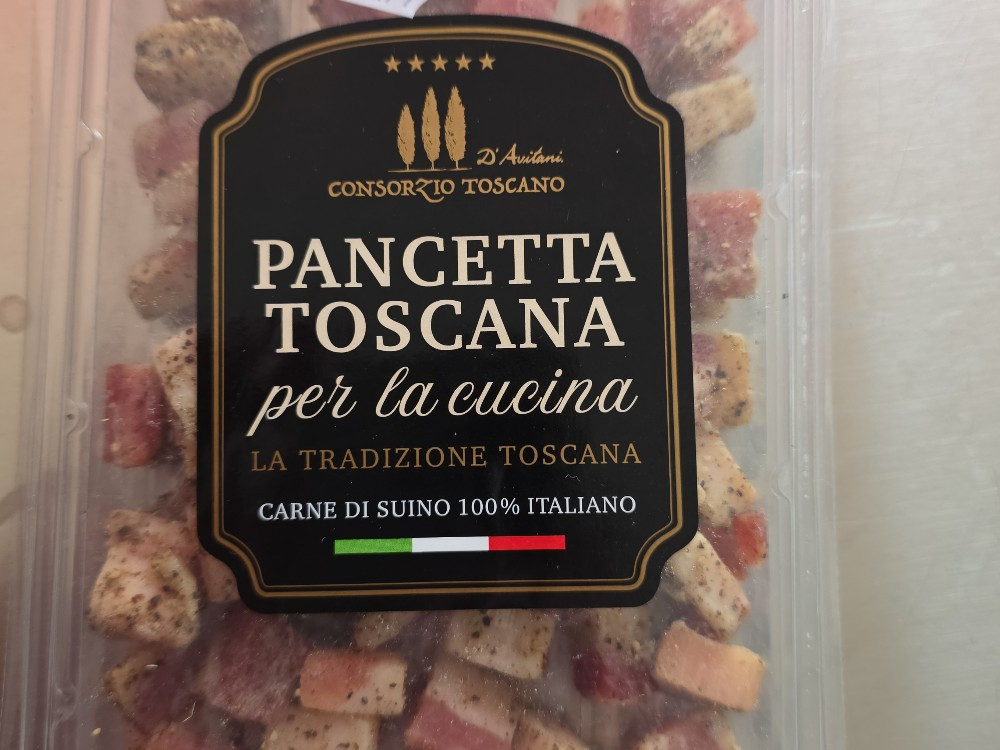 D'Avitani
CONSORZIO TOSCANO
PANCETTA
TOSCANA
per la cucina
LA TRADIZIONE TOSCANA
CARNE DI SUINO 100% ITALIANO